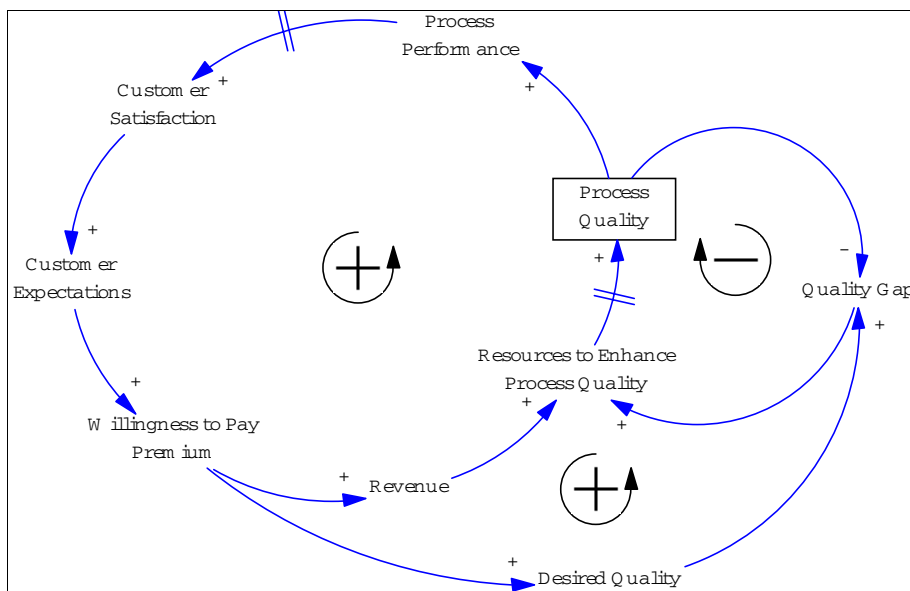 Process
Performance
+
+
Customer
Satisfaction
Process
Quality
+
Customer
Expectations
+
+
−
−
Quality Gap
+
Resources to Enhance
Process Quality
+
+
+
Willingness to Pay
Premium
+
Revenue
+
+
Desired Quality